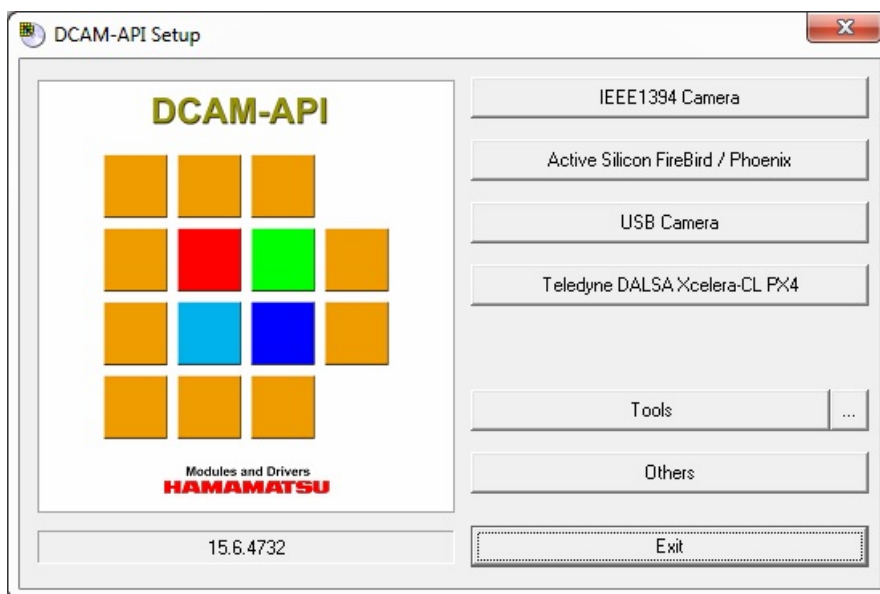 DCAM-API Setup
DCAM-API
Modules and Drivers
HAMAMATSU
15.6.4732
IEEE1394 Camera
Active Silicon FireBird / Phoenix
USB Camera
Teledyne DALSA Xcelera-CL PX4
Tools
...
Others
Exit